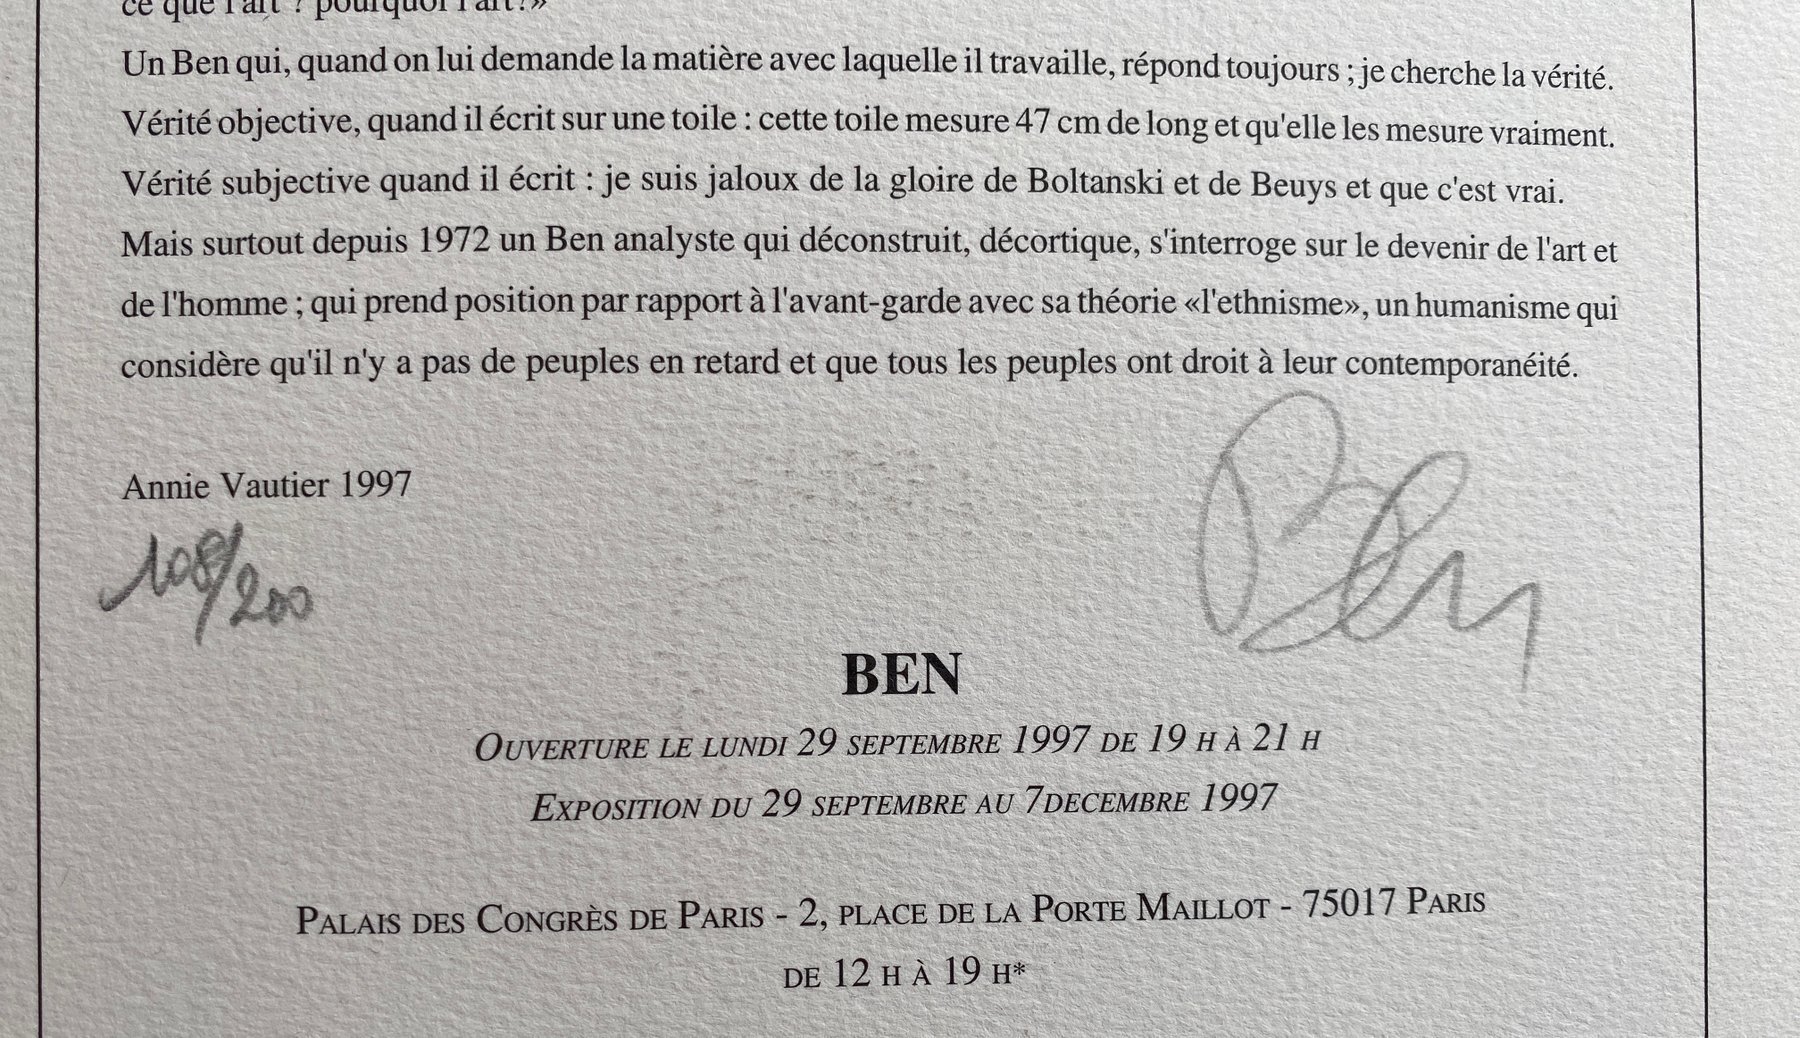 ce que l'art ? pourquoi l'art?»
Un Ben qui, quand on lui demande la matière avec laquelle il travaille, répond toujours ; je cherche la vérité.
Vérité objective, quand il écrit sur une toile : cette toile mesure 47 cm de long et qu'elle les mesure vraiment.
Vérité subjective quand il écrit : je suis jaloux de la gloire de Boltanski et de Beuys et que c'est vrai.
Mais surtout depuis 1972 un Ben analyste qui déconstruit, décortique, s'interroge sur le devenir de l'art et
de l'homme ; qui prend position par rapport à l'avant-garde avec sa théorie «l'ethnisme», un humanisme qui
considère qu'il n'y a pas de peuples en retard et que tous les peuples ont droit à leur contemporanéité.
Annie Vautier 1997
108/200
Ben
BEN
OUVERTURE LE LUNDI 29 SEPTEMBRE 1997 DE 19 H À 21 H
EXPOSITION DU 29 SEPTEMBRE AU 7DECEMBRE 1997
PALAIS DES CONGRÈS DE PARIS - 2, PLACE DE LA PORTE MAILLOT - 75017 PARIS
DE 12 H À 19 H*